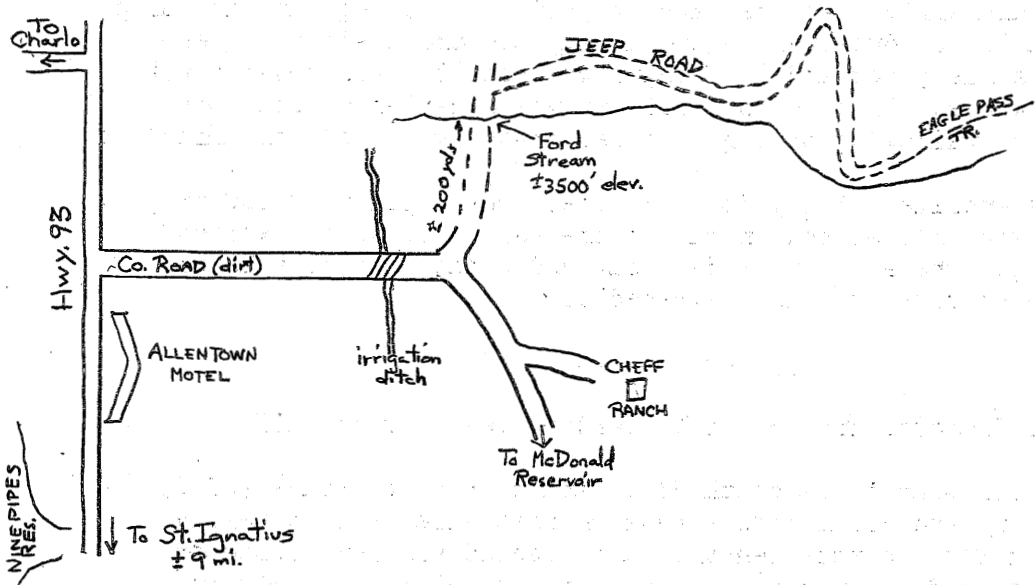 TO
Charlo
JEEP ROAD
EAGLE PASS
TR.
Ford
Stream
±3500' elev.
± 200 yds
Hwy. 93
Co. ROAD (dirt)
ALLENTOWN
MOTEL
irrigation
ditch
CHEFF
RANCH
To McDonald
Reservoir
NINEPIPES
RES.
To St. Ignatius
± 9 mi.